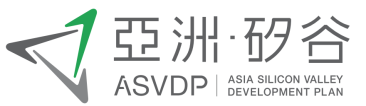 亞洲·矽谷
ASVDP | ASIA SILICON VALLEY
DEVELOPMENT PLAN